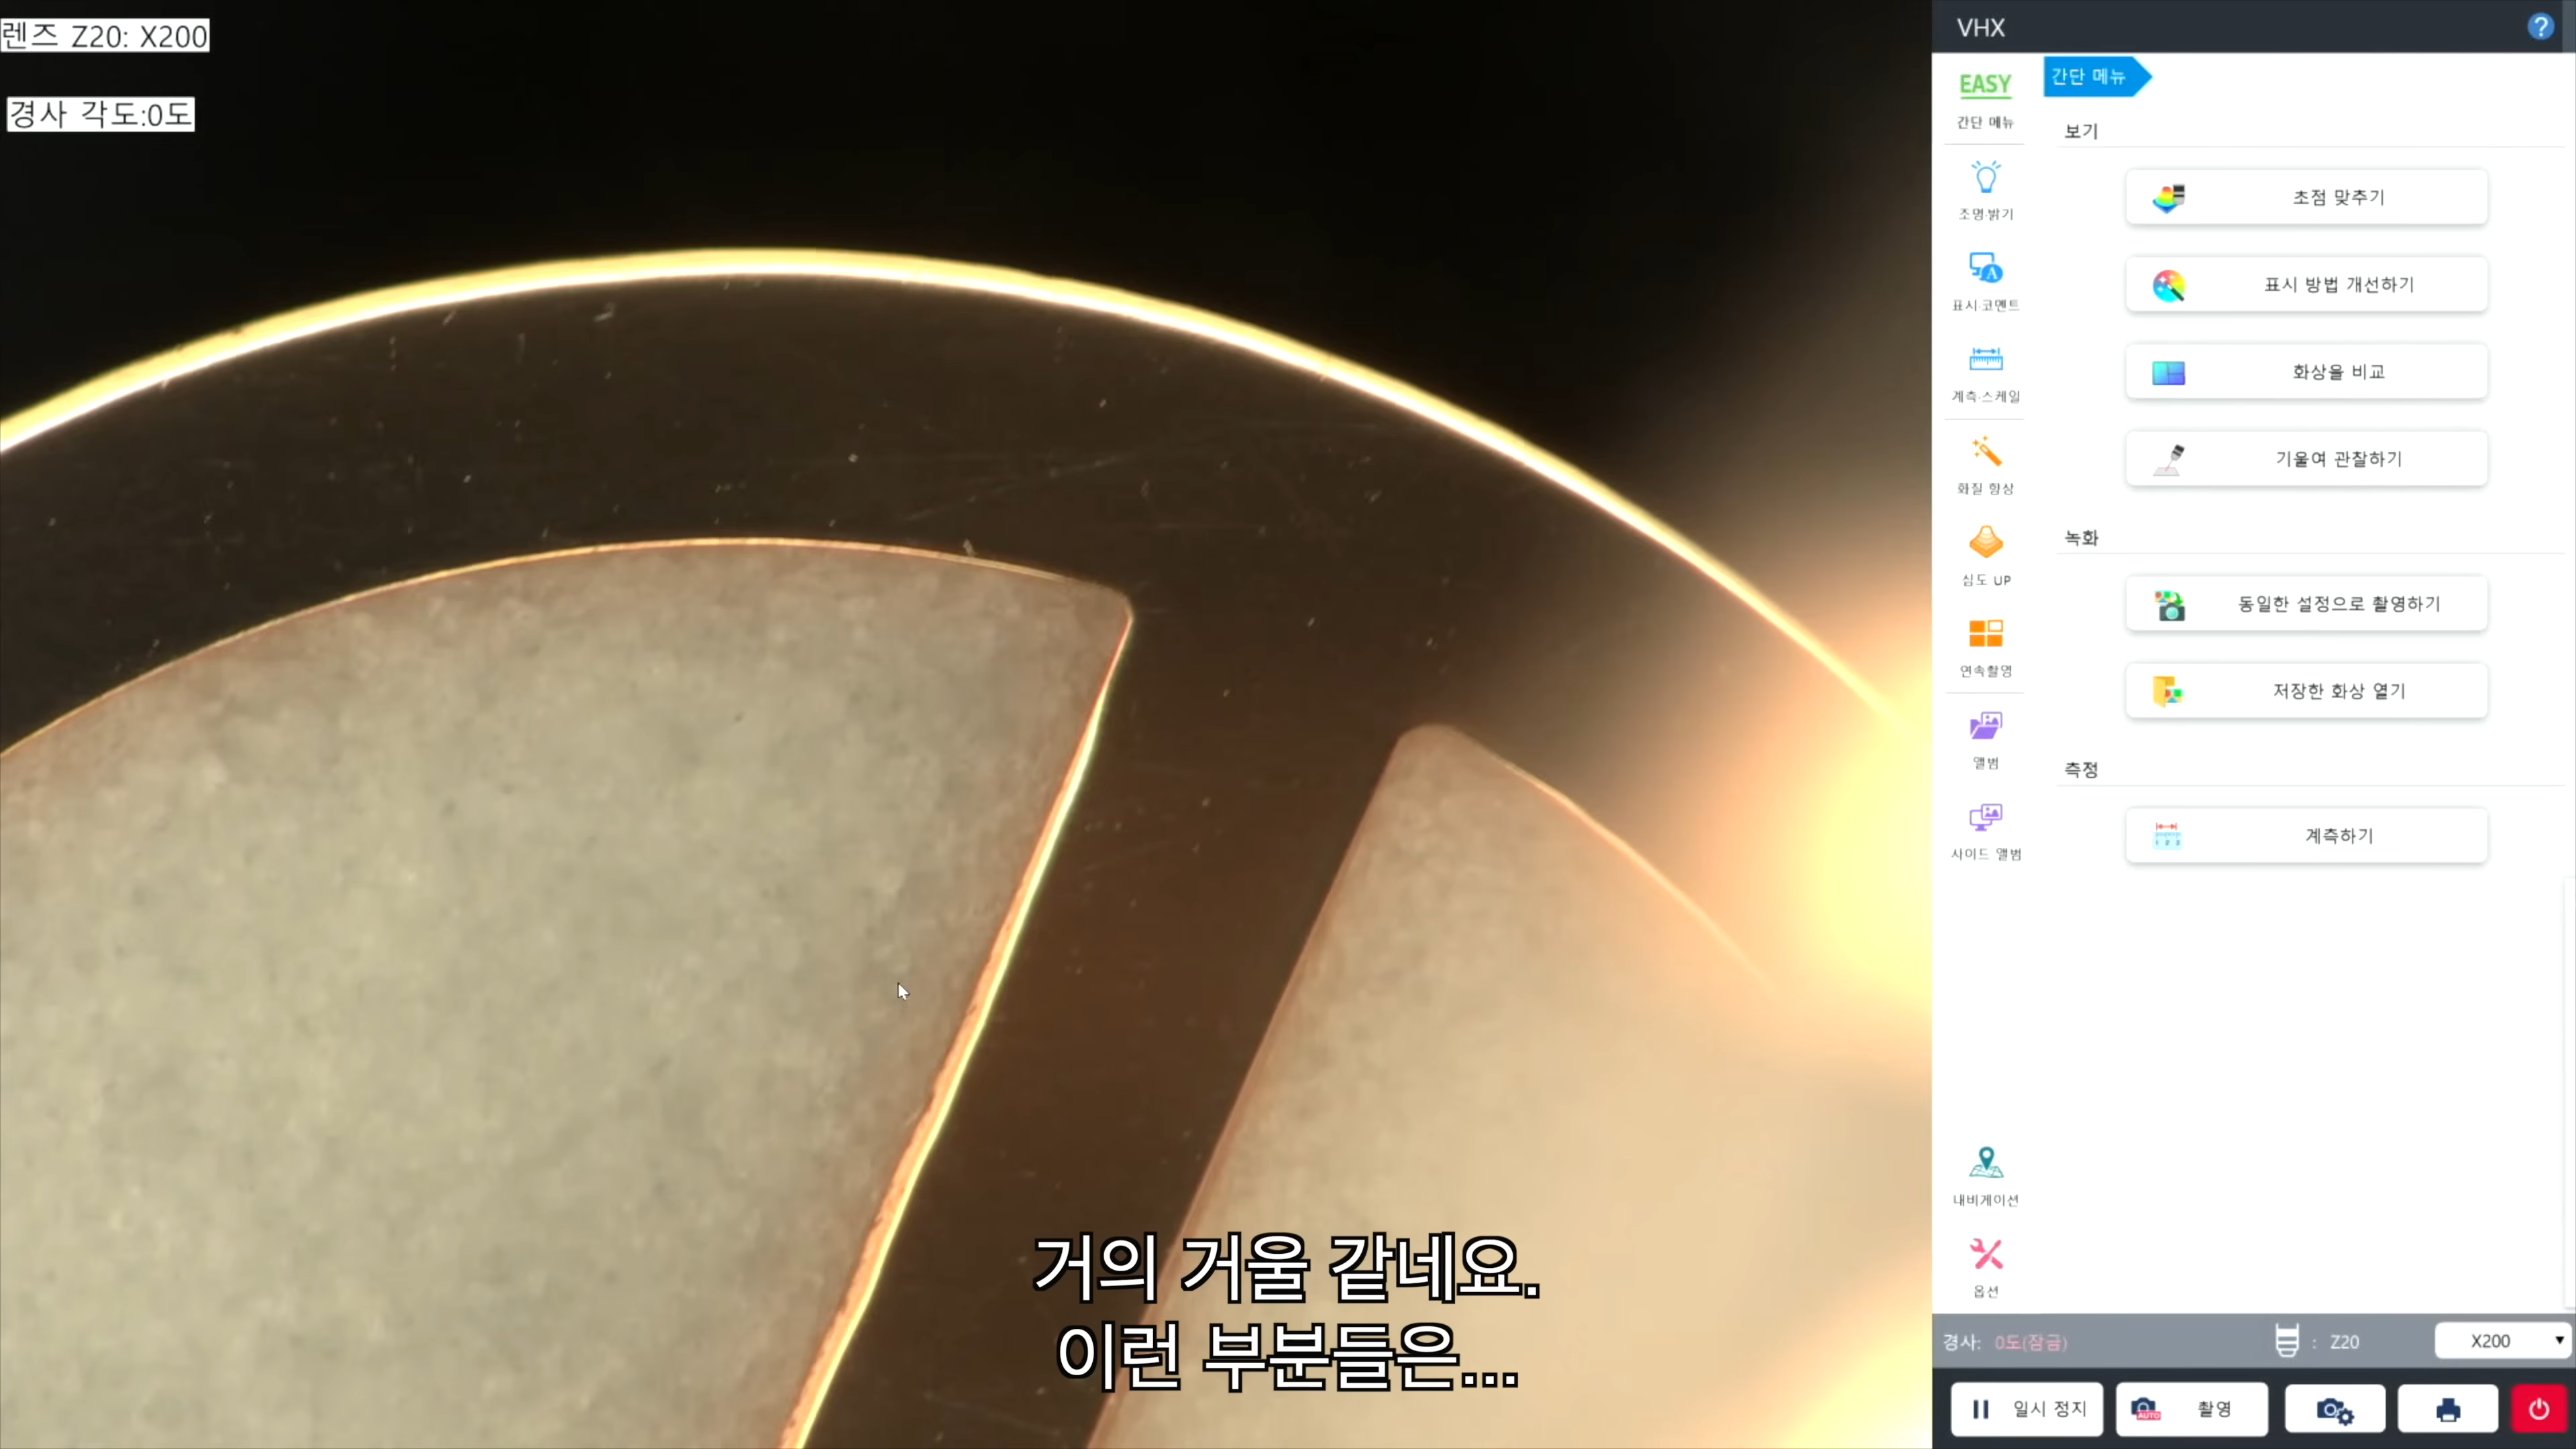 렌즈 Z20: X200
경사 각도:0도
거의 거울 같네요.
이런 부분들은...
VHX
?
EASY
간단 메뉴
조명·밝기
표시·코멘트
계측·스케일
화질 향상
심도 UP
연속촬영
앨범
사이드 앨범
내비게이션
옵션
간단 메뉴
보기
초점 맞추기
표시 방법 개선하기
화상을 비교
기울여 관찰하기
녹화
동일한 설정으로 촬영하기
저장한 화상 열기
측정
계측하기
경사: 0도(잠금)
: Z20
X200
일시 정지
AUTO
촬영